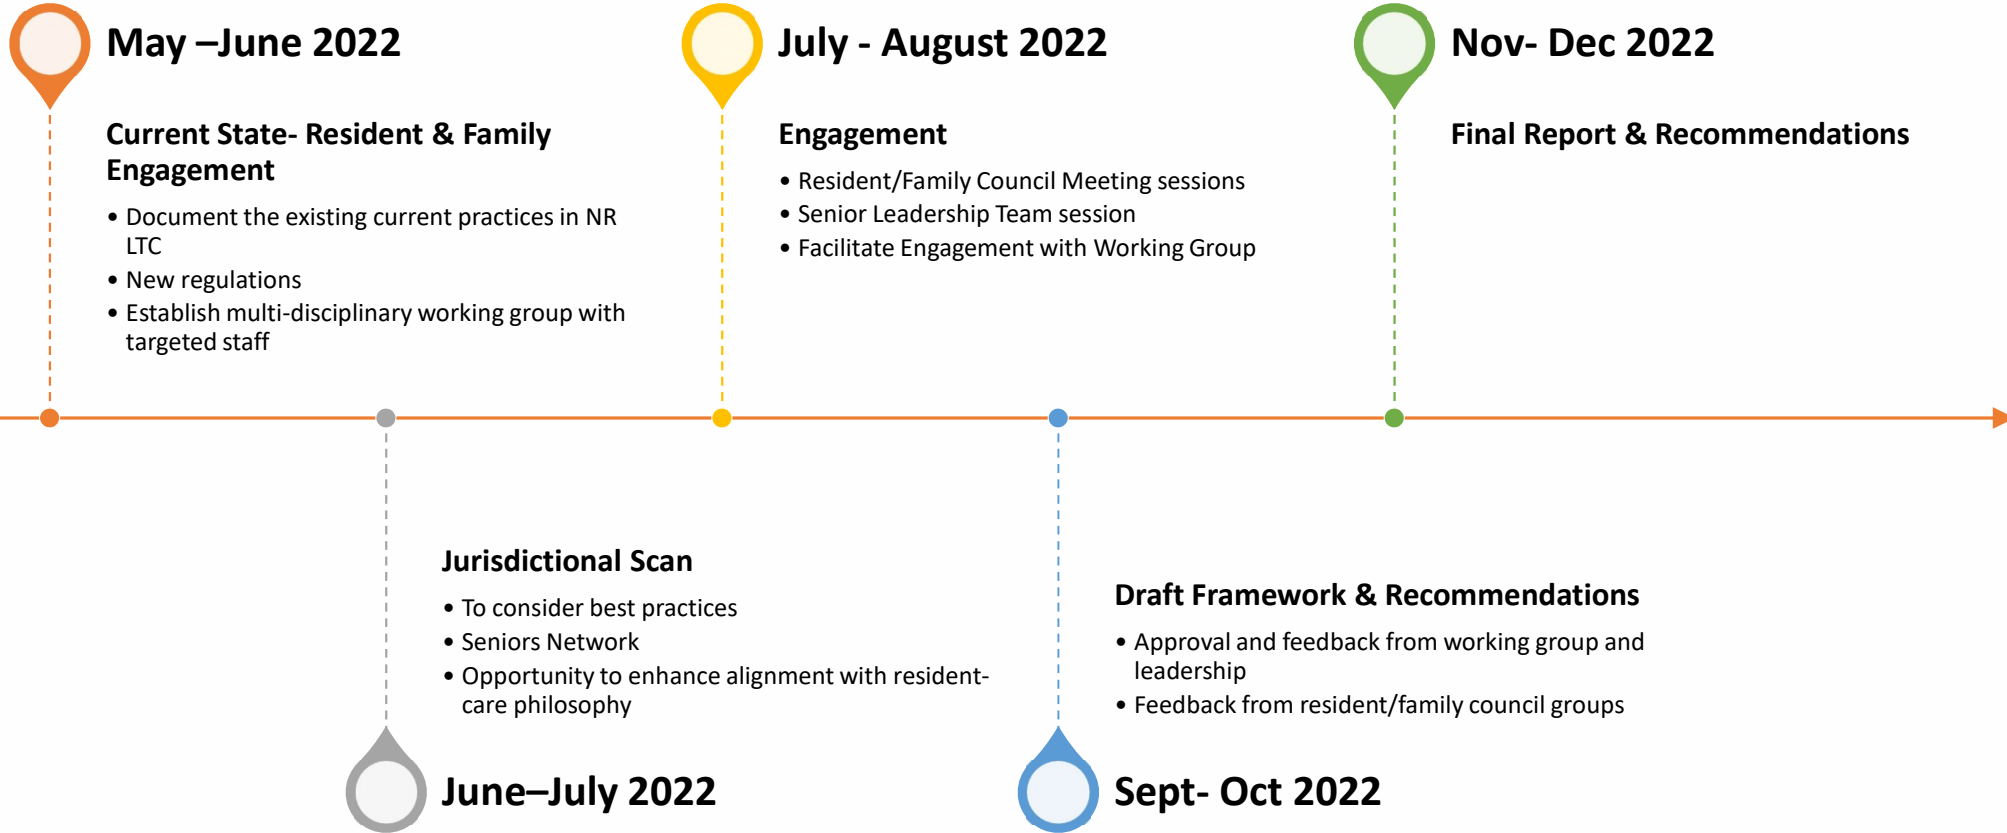 May –June 2022
Current State- Resident & Family
Engagement
• Document the existing current practices in NR
LTC
• New regulations
• Establish multi-disciplinary working group with
targeted staff
June–July 2022
Jurisdictional Scan
• To consider best practices
• Seniors Network
• Opportunity to enhance alignment with resident-
care philosophy
July - August 2022
Engagement
• Resident/Family Council Meeting sessions
• Senior Leadership Team session
• Facilitate Engagement with Working Group
Sept- Oct 2022
Draft Framework & Recommendations
• Approval and feedback from working group and
leadership
• Feedback from resident/family council groups
Nov- Dec 2022
Final Report & Recommendations